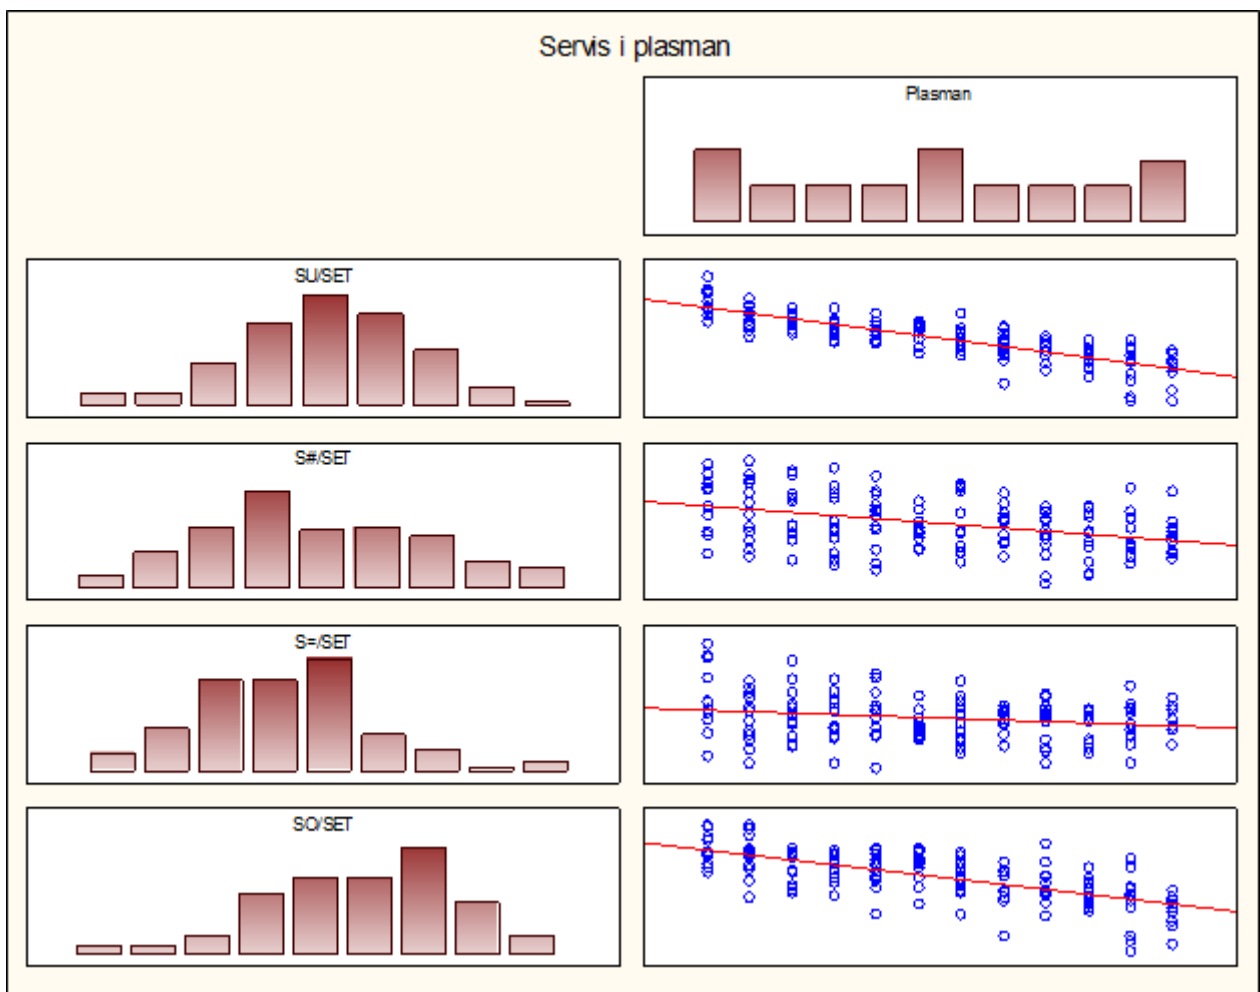 Servis i plasman
Plasman
SU/SET
S#/SET
S=/SET
SO/SET